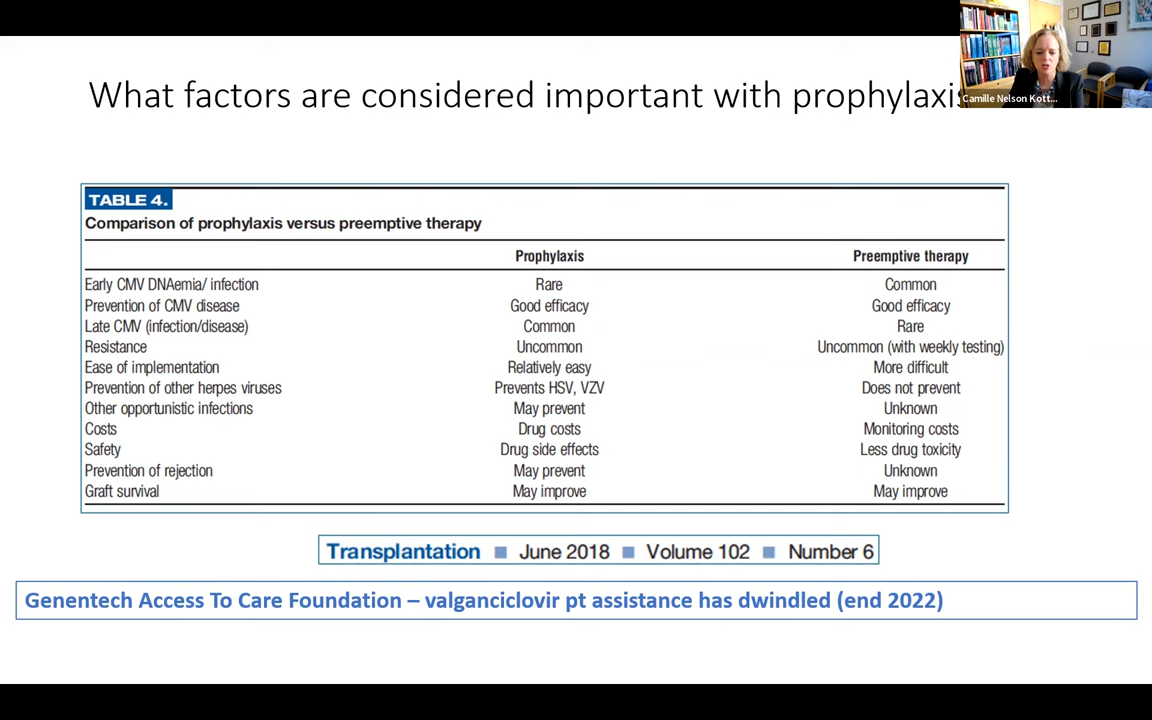 What factors are considered important with prophylaxis
Camille Nelson Kott...
TABLE 4.
Comparison of prophylaxis versus preemptive therapy
Prophylaxis Preemptive therapy
Early CMV DNAemia/ infection Rare Common
Prevention of CMV disease Good efficacy Good efficacy
Late CMV (infection/disease) Common Rare
Resistance Uncommon Uncommon (with weekly testing)
Ease of implementation Relatively easy More difficult
Prevention of other herpes viruses Prevents HSV, VZV Does not prevent
Other opportunistic infections May prevent Unknown
Costs Drug costs Monitoring costs
Safety Drug side effects Less drug toxicity
Prevention of rejection May prevent Unknown
Graft survival May improve May improve
Transplantation ■ June 2018 ■ Volume 102 ■ Number 6
Genentech Access To Care Foundation – valganciclovir pt assistance has dwindled (end 2022)